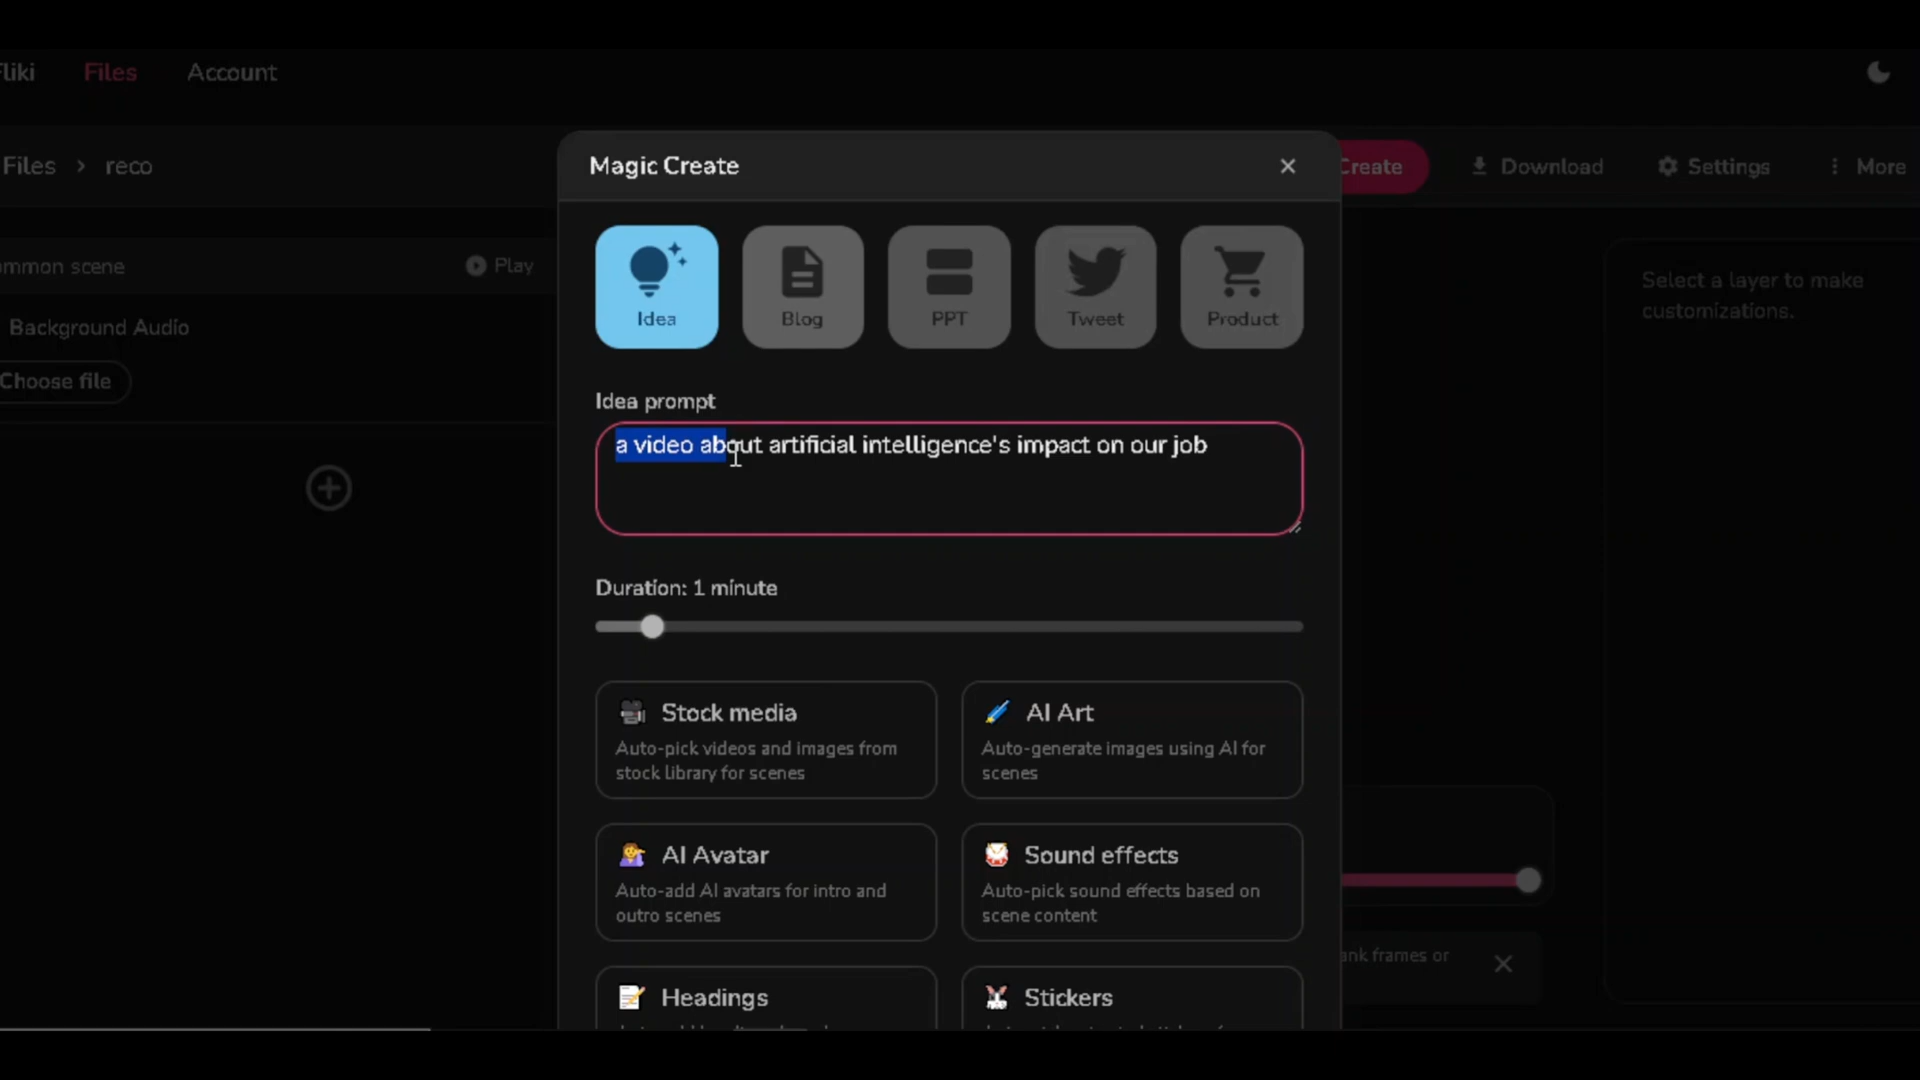 Fliki Files Account
Files > reco
Magic Create
Create Download Settings More
Idea Blog PPT Tweet Product
mmon scene Play
Background Audio
Choose file
Select a layer to make
customizations.
Idea prompt
a video about artificial intelligence's impact on our job
Duration: 1 minute
Stock media
Auto-pick videos and images from
stock library for scenes
AI Art
Auto-generate images using AI for
scenes
AI Avatar
Auto-add AI avatars for intro and
outro scenes
Sound effects
Auto-pick sound effects based on
scene content
ank frames or
Headings
Stickers